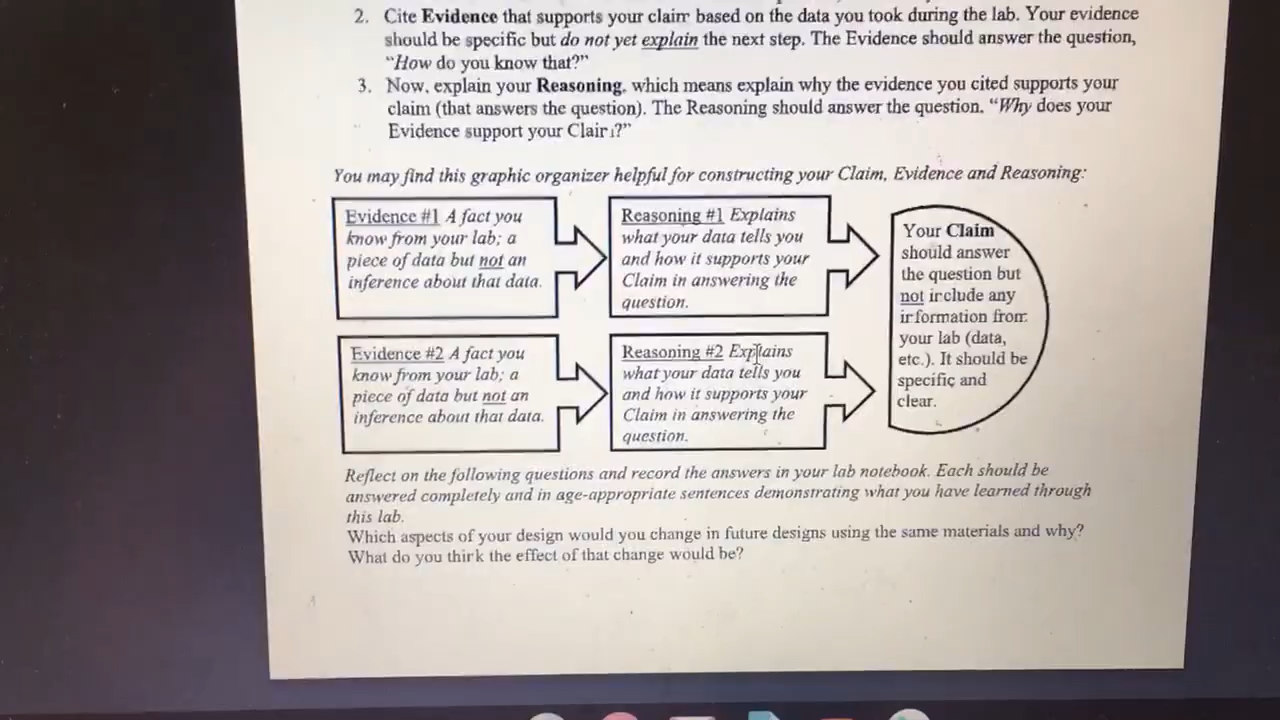 2. Cite Evidence that supports your claim based on the data you took during the lab. Your evidence
should be specific but do not yet explain the next step. The Evidence should answer the question,
“How do you know that?”
3. Now, explain your Reasoning, which means explain why the evidence you cited supports your
claim (that answers the question). The Reasoning should answer the question. “Why does your
Evidence support your Claim?”
You may find this graphic organizer helpful for constructing your Claim, Evidence and Reasoning:
Evidence #1 A fact you
know from your lab; a
piece of data but not an
inference about that data.
Reasoning #1 Explains
what your data tells you
and how it supports your
Claim in answering the
question.
Your Claim
should answer
the question but
not include any
information from
your lab (data,
etc.). It should be
specific and
clear.
Evidence #2 A fact you
know from your lab; a
piece of data but not an
inference about that data.
Reasoning #2 Explains
what your data tells you
and how it supports your
Claim in answering the
question.
Reflect on the following questions and record the answers in your lab notebook. Each should be
answered completely and in age-appropriate sentences demonstrating what you have learned through
this lab.
Which aspects of your design would you change in future designs using the same materials and why?
What do you think the effect of that change would be?